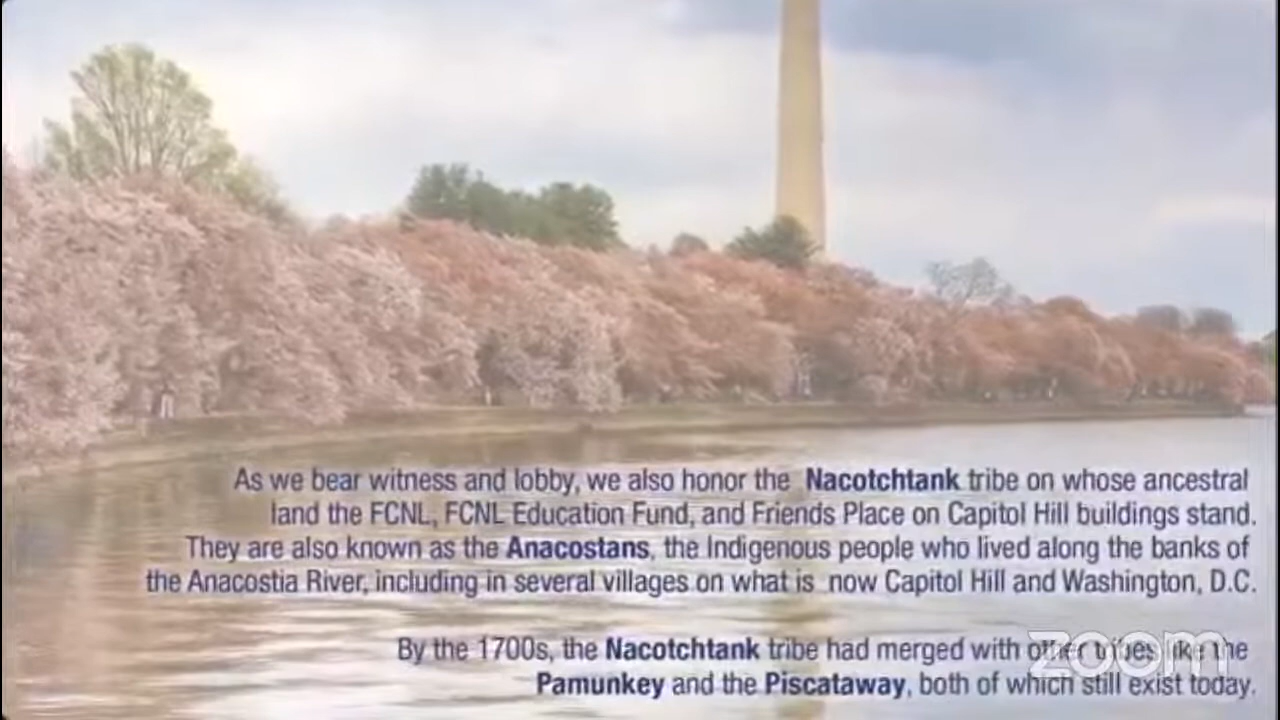 As we bear witness and lobby, we also honor the Nacotchtank tribe on whose ancestral
land the FCNL, FCNL Education Fund, and Friends Place on Capitol Hill buildings stand.
They are also known as the Anacostans, the Indigenous people who lived along the banks of
the Anacostia River, including in several villages on what is now Capitol Hill and Washington, D.C.
By the 1700s, the Nacotchtank tribe had merged with other tribes like the
Pamunkey and the Piscataway, both of which still exist today.
zoom